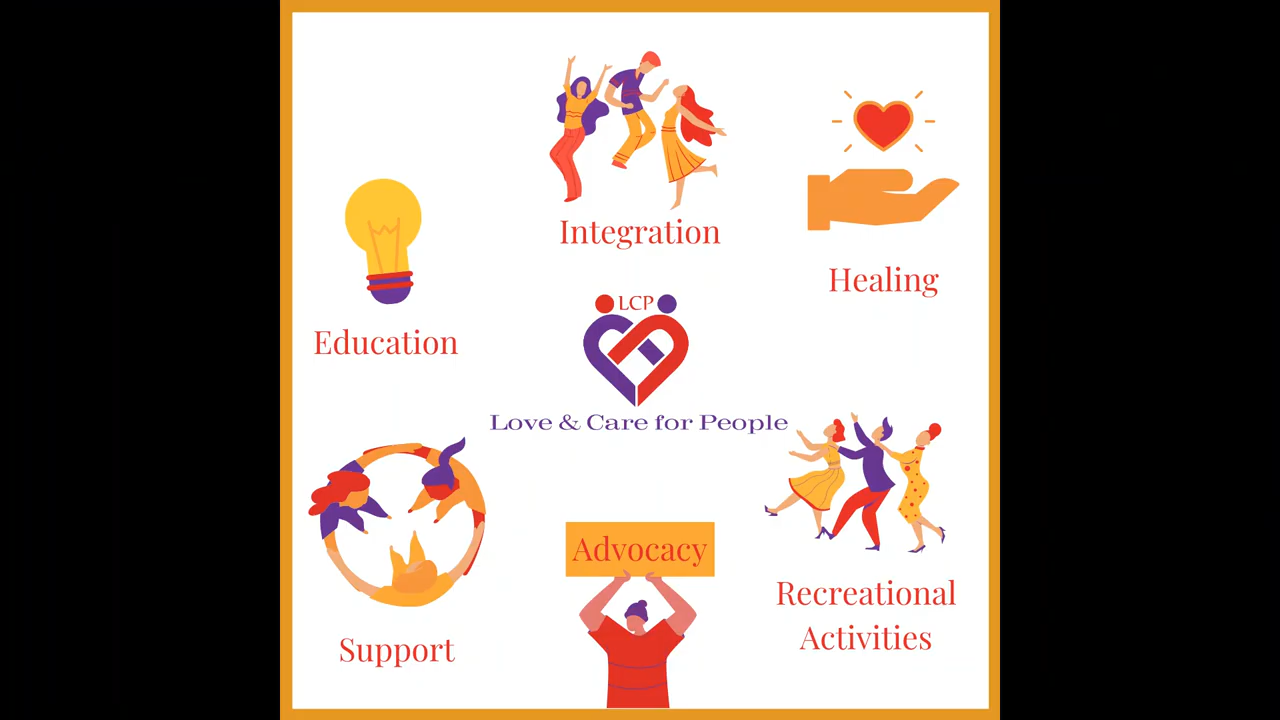 Integration
Healing
Education
LCP
Love & Care for People
Advocacy
Recreational
Activities
Support